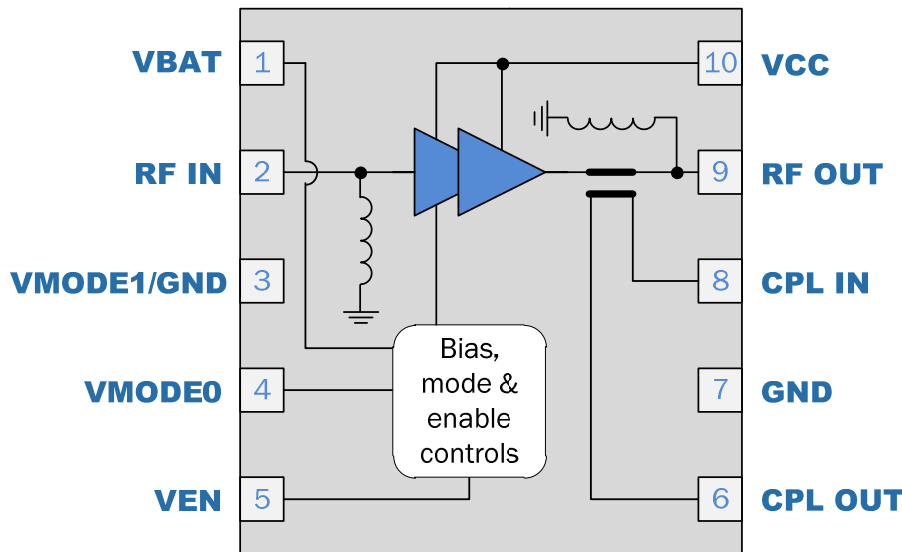 VBAT 1
10 VCC
RF IN 2
9 RF OUT
VMODE1/GND 3
8 CPL IN
Bias,
mode &
enable
controls
VMODE0 4
7 GND
VEN 5
6 CPL OUT